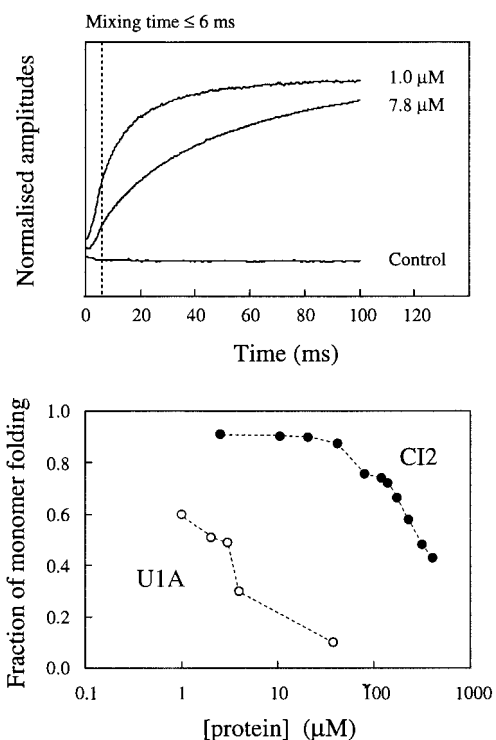 Mixing time ≤ 6 ms
Normalised amplitudes
1.0 µM
7.8 µM
Control
0 20 40 60 80 100 120
Time (ms)
Fraction of monomer folding
1.0
0.8
0.6
0.4
0.2
0.0
CI2
U1A
0.1 1 10 100 1000
[protein] (µM)